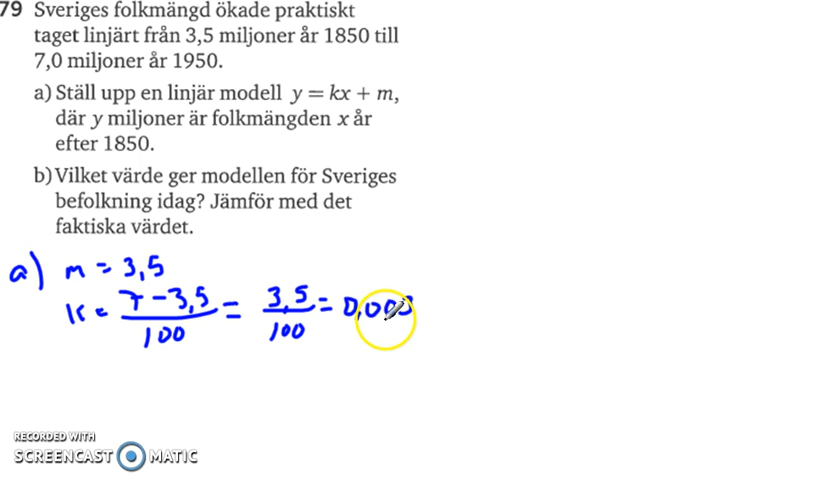 79 Sveriges folkmängd ökade praktiskt
taget linjärt från 3,5 miljoner år 1850 till
7,0 miljoner år 1950.
a) Ställ upp en linjär modell y = kx + m,
där y miljoner är folkmängden x år
efter 1850.
b) Vilket värde ger modellen för Sveriges
befolkning idag? Jämför med det
faktiska värdet.
a) m = 3,5
k = 7 - 3,5 / 100 = 3,5 / 100 =
RECORDED WITH
SCREENCAST MATIC